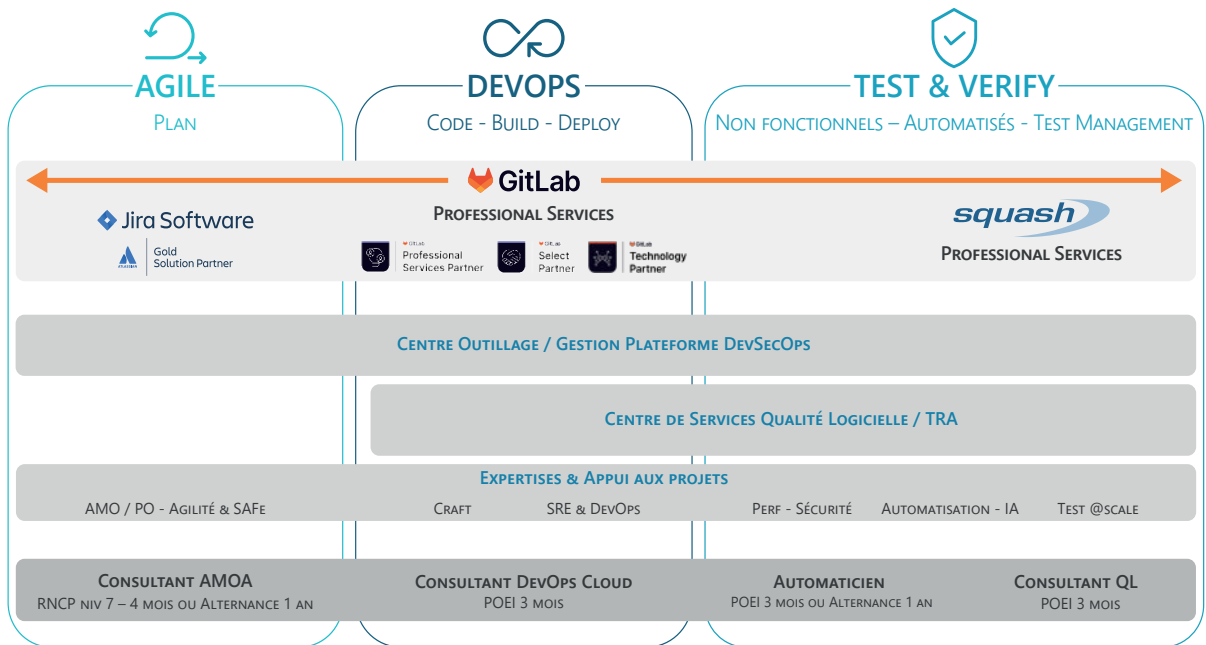 AGILE
PLAN
DEVOPS
CODE - BUILD - DEPLOY
TEST & VERIFY
NON FONCTIONNELS – AUTOMATISÉS - TEST MANAGEMENT
GitLab
PROFESSIONAL SERVICES
Jira Software
ATLASSIAN
Gold
Solution Partner
GitLab
Professional
Services Partner
GitLab
Select
Partner
GitLab
Technology
Partner
squash
PROFESSIONAL SERVICES
CENTRE OUTILLAGE / GESTION PLATEFORME DEVSECOPS
CENTRE DE SERVICES QUALITÉ LOGICIELLE / TRA
EXPERTISES & APPUI AUX PROJETS
AMO / PO - AGILITÉ & SAFE
CRAFT
SRE & DEVOPS
PERF - SÉCURITÉ
AUTOMATISATION - IA
TEST @SCALE
CONSULTANT AMOA
RNCP NIV 7 – 4 MOIS OU ALTERNANCE 1 AN
CONSULTANT DEVOPS CLOUD
POEI 3 MOIS
AUTOMATICIEN
POEI 3 MOIS OU ALTERNANCE 1 AN
CONSULTANT QL
POEI 3 MOIS